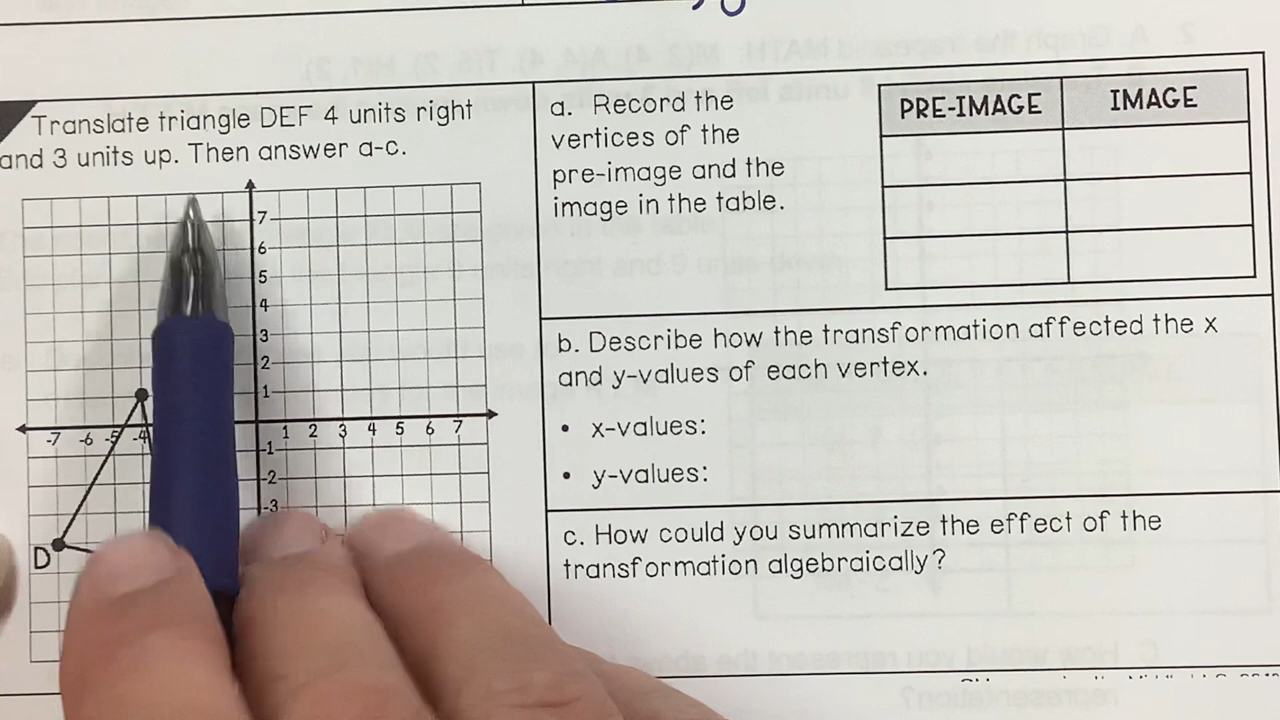 Translate triangle DEF 4 units right
and 3 units up. Then answer a-c.
7
6
5
4
3
2
1
-7 -6 -5 -4 1 2 3 4 5 6 7
-1
-2
-3
D
a. Record the
vertices of the
pre-image and the
image in the table.
PRE-IMAGE IMAGE
b. Describe how the transformation affected the x
and y-values of each vertex.
• x-values:
• y-values:
c. How could you summarize the effect of the
transformation algebraically?